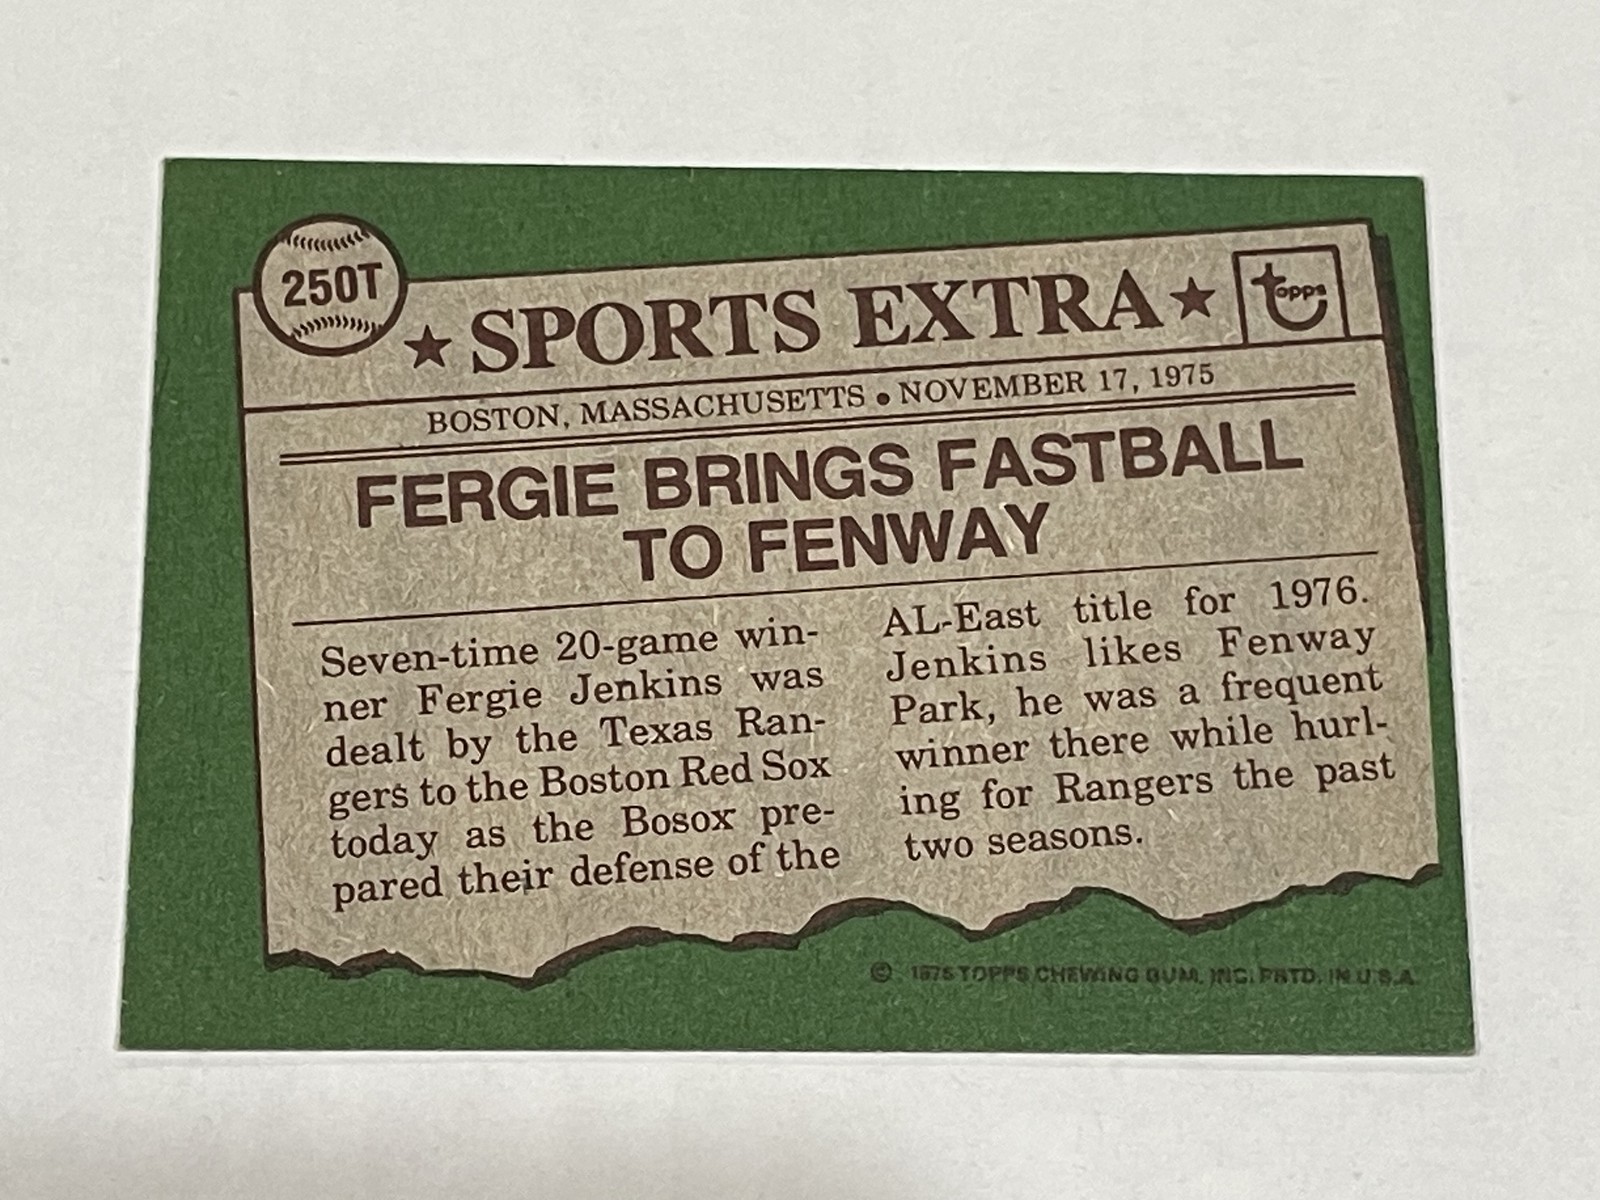 250T
★ SPORTS EXTRA ★
topps
BOSTON, MASSACHUSETTS • NOVEMBER 17, 1975
FERGIE BRINGS FASTBALL
TO FENWAY
Seven-time 20-game win-
ner Fergie Jenkins was
dealt by the Texas Ran-
gers to the Boston Red Sox
today as the Bosox pre-
pared their defense of the
AL-East title for 1976.
Jenkins likes Fenway
Park, he was a frequent
winner there while hurl-
ing for Rangers the past
two seasons.
© TOPPS CHEWING GUM, INC. PRTD. IN U.S.A.